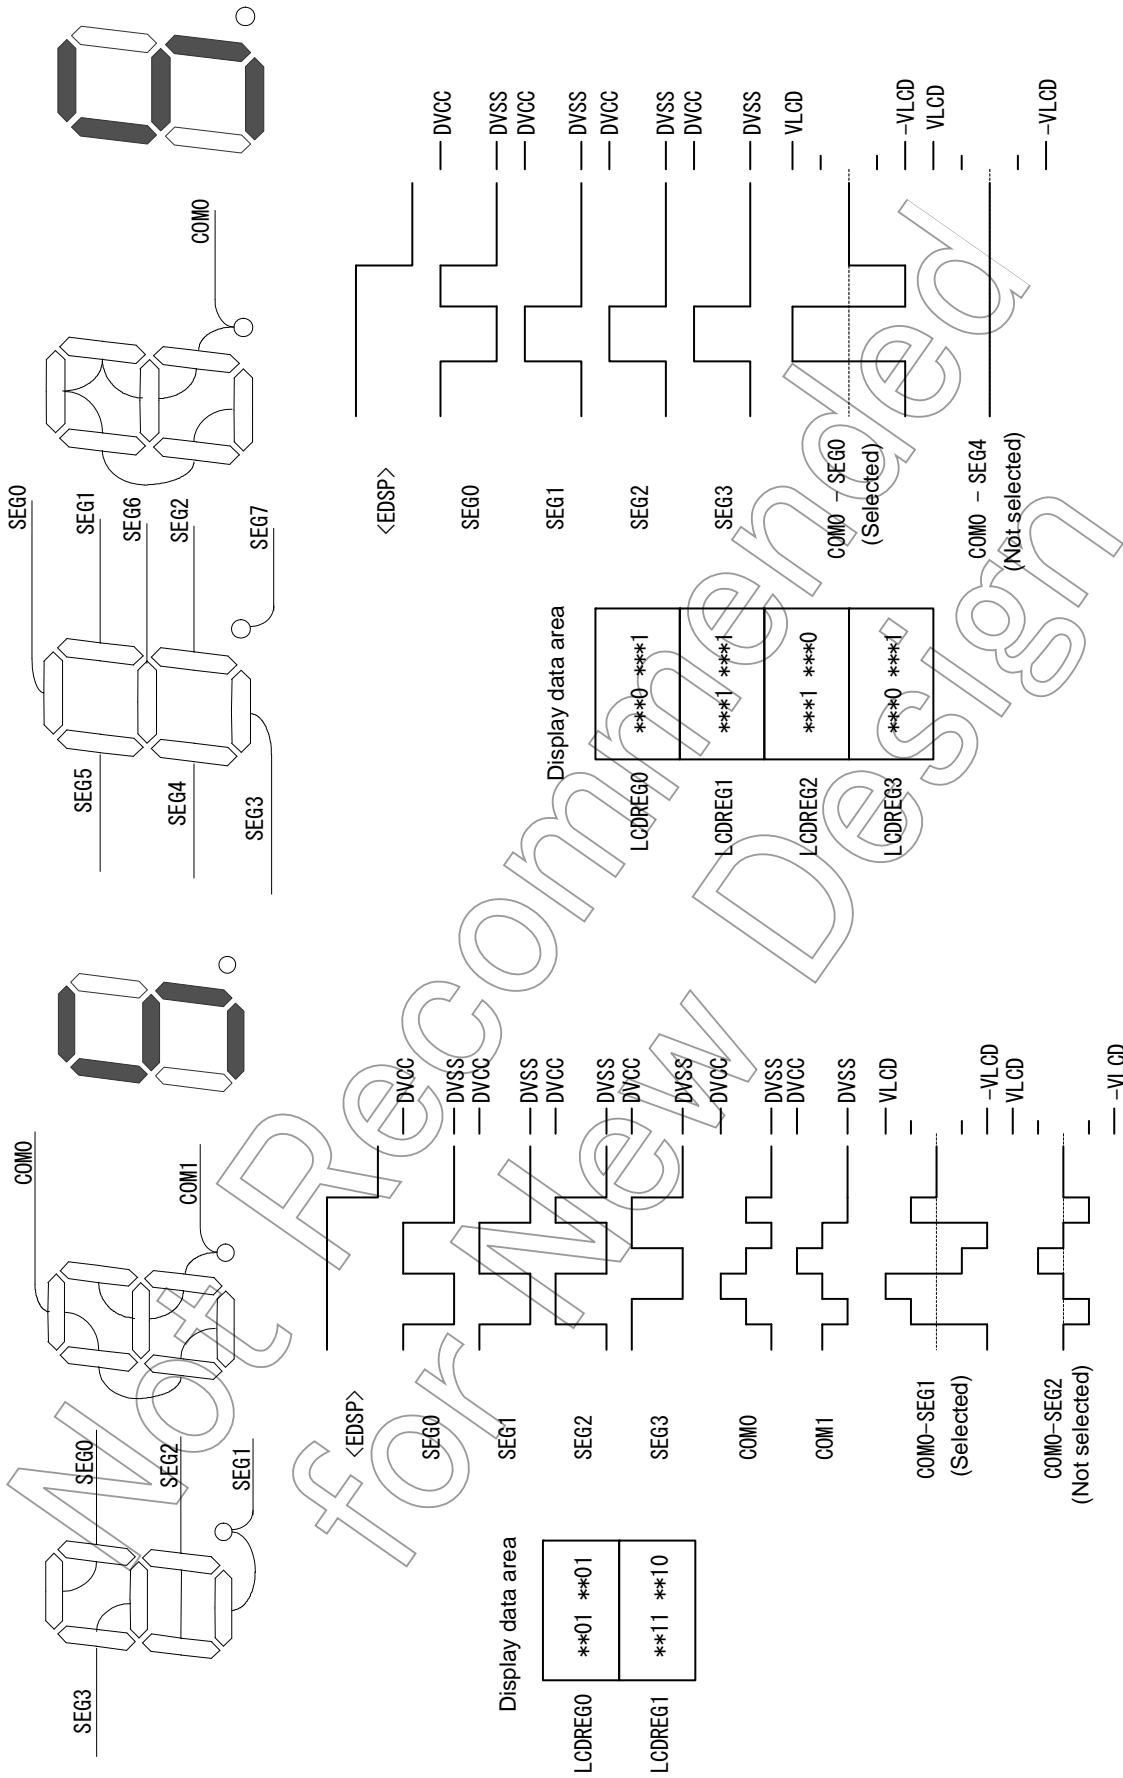 SEG3
SEG0
SEG2
SEG1
COM0
COM1
Display data area
LCDREG0
**01 **01
LCDREG1
**11 **10
<EDSP>
SEG0
DVCC
DVSS
SEG1
DVCC
DVSS
SEG2
DVCC
DVSS
SEG3
DVCC
DVSS
COM0
DVCC
DVSS
COM1
DVCC
DVSS
COM0-SEG1
(Selected)
VLCD
-VLCD
COM0-SEG2
(Not selected)
VLCD
-VLCD
SEG5
SEG4
SEG3
SEG0
SEG1
SEG6
SEG2
SEG7
COM0
Display data area
LCDREG0
***0 ***1
LCDREG1
***1 ***1
LCDREG2
***1 ***0
LCDREG3
***0 ***1
<EDSP>
SEG0
DVCC
DVSS
SEG1
DVCC
DVSS
SEG2
DVCC
DVSS
SEG3
DVCC
DVSS
COM0 - SEG0
(Selected)
VLCD
-VLCD
COM0 - SEG4
(Not selected)
VLCD
-VLCD
Not Recommended
for New Design